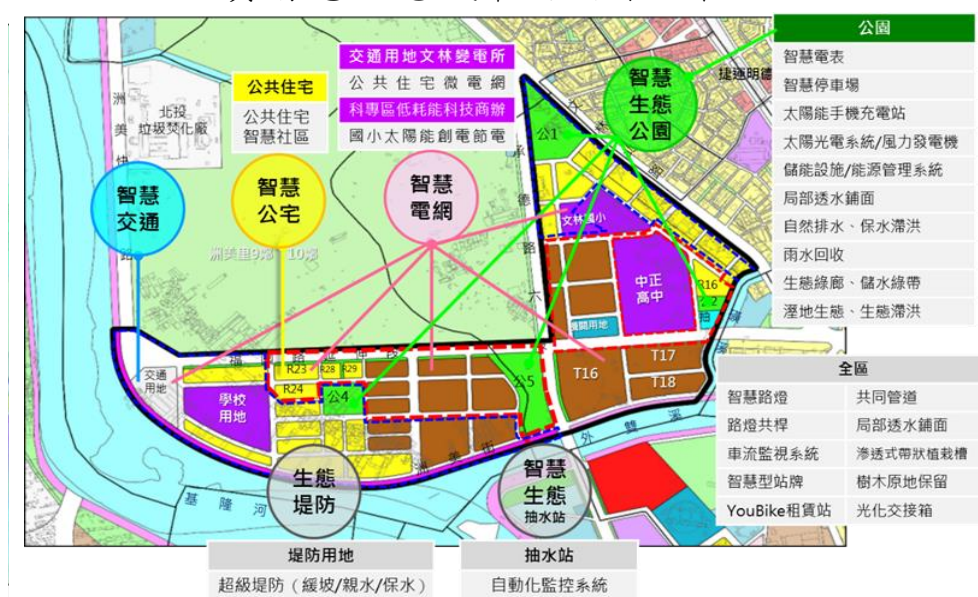 公園
智慧電表
智慧停車場
太陽能手機充電站
太陽光電系統/風力發電機
儲能設施/能源管理系統
局部透水鋪面
自然排水、保水滯洪
雨水回收
生態綠廊、儲水綠帶
溼地生態、生態滯洪
交通用地文林變電所
公共住宅微電網
科專區低耗能科技商辦
國小太陽能創電節電
公共住宅
公共住宅
智慧社區
智慧
生態
公園
捷運明德
北投
垃圾焚化廠
洲美快
路
智慧
交通
智慧
公宅
智慧
電網
洲美里9鄰、10鄰
公1
文
承德路六
文林國小
中正
高中
R16
機關用地
交通
用地
學校
用地
R23
R28
R29
R24
公4
公5
T16
T17
T18
洲美街
外雙溪
基隆河
生態
堤防
智慧
生態
抽水站
堤防用地
超級堤防（緩坡/親水/保水）
抽水站
自動化監控系統
全區
智慧路燈 共同管道
路燈共桿 局部透水鋪面
車流監視系統 滲透式帶狀植栽槽
智慧型站牌 樹木原地保留
YouBike租賃站 光化交接箱